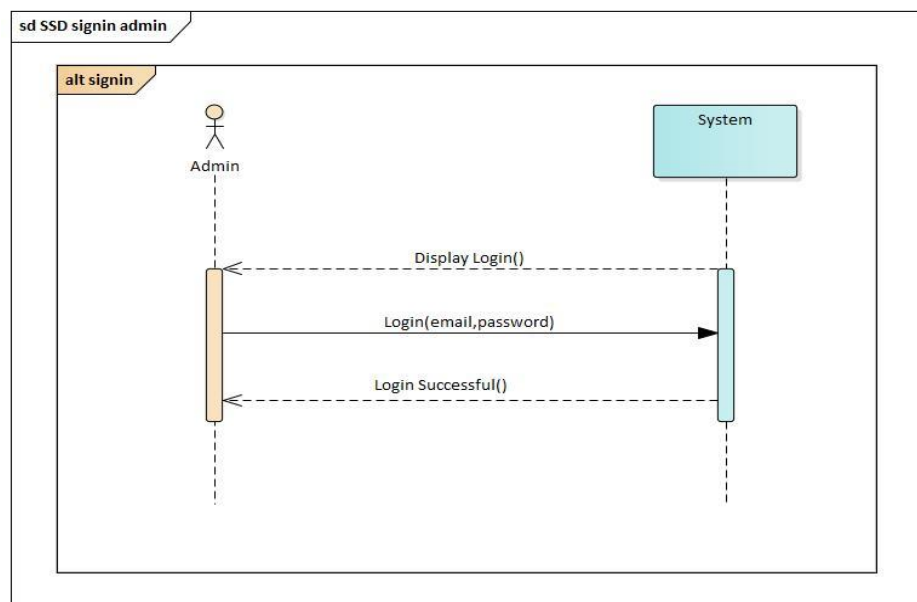 sd SSD signin admin
alt signin
System
Admin
Display Login()
Login(email,password)
Login Successful()